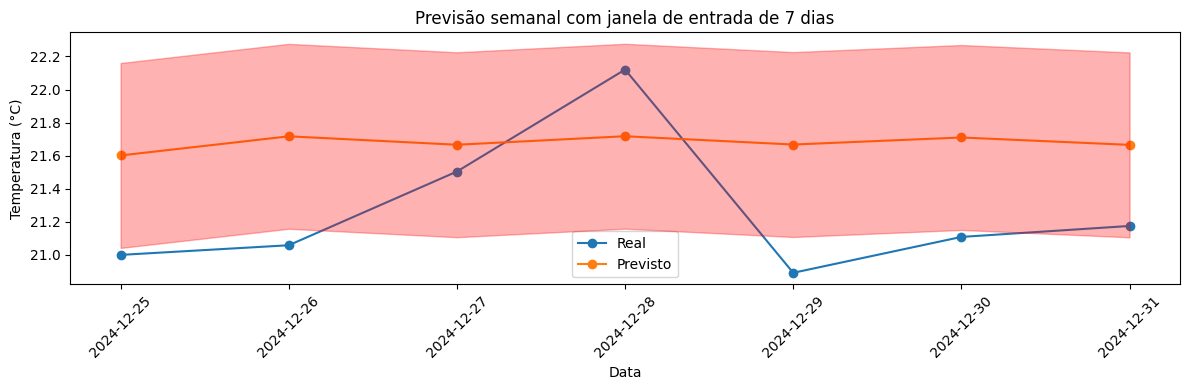 Previsão semanal com janela de entrada de 7 dias
Temperatura (°C)
22.2
22.0
21.8
21.6
21.4
21.2
21.0
Real
Previsto
2024-12-25
2024-12-26
2024-12-27
2024-12-28
2024-12-29
2024-12-30
2024-12-31
Data